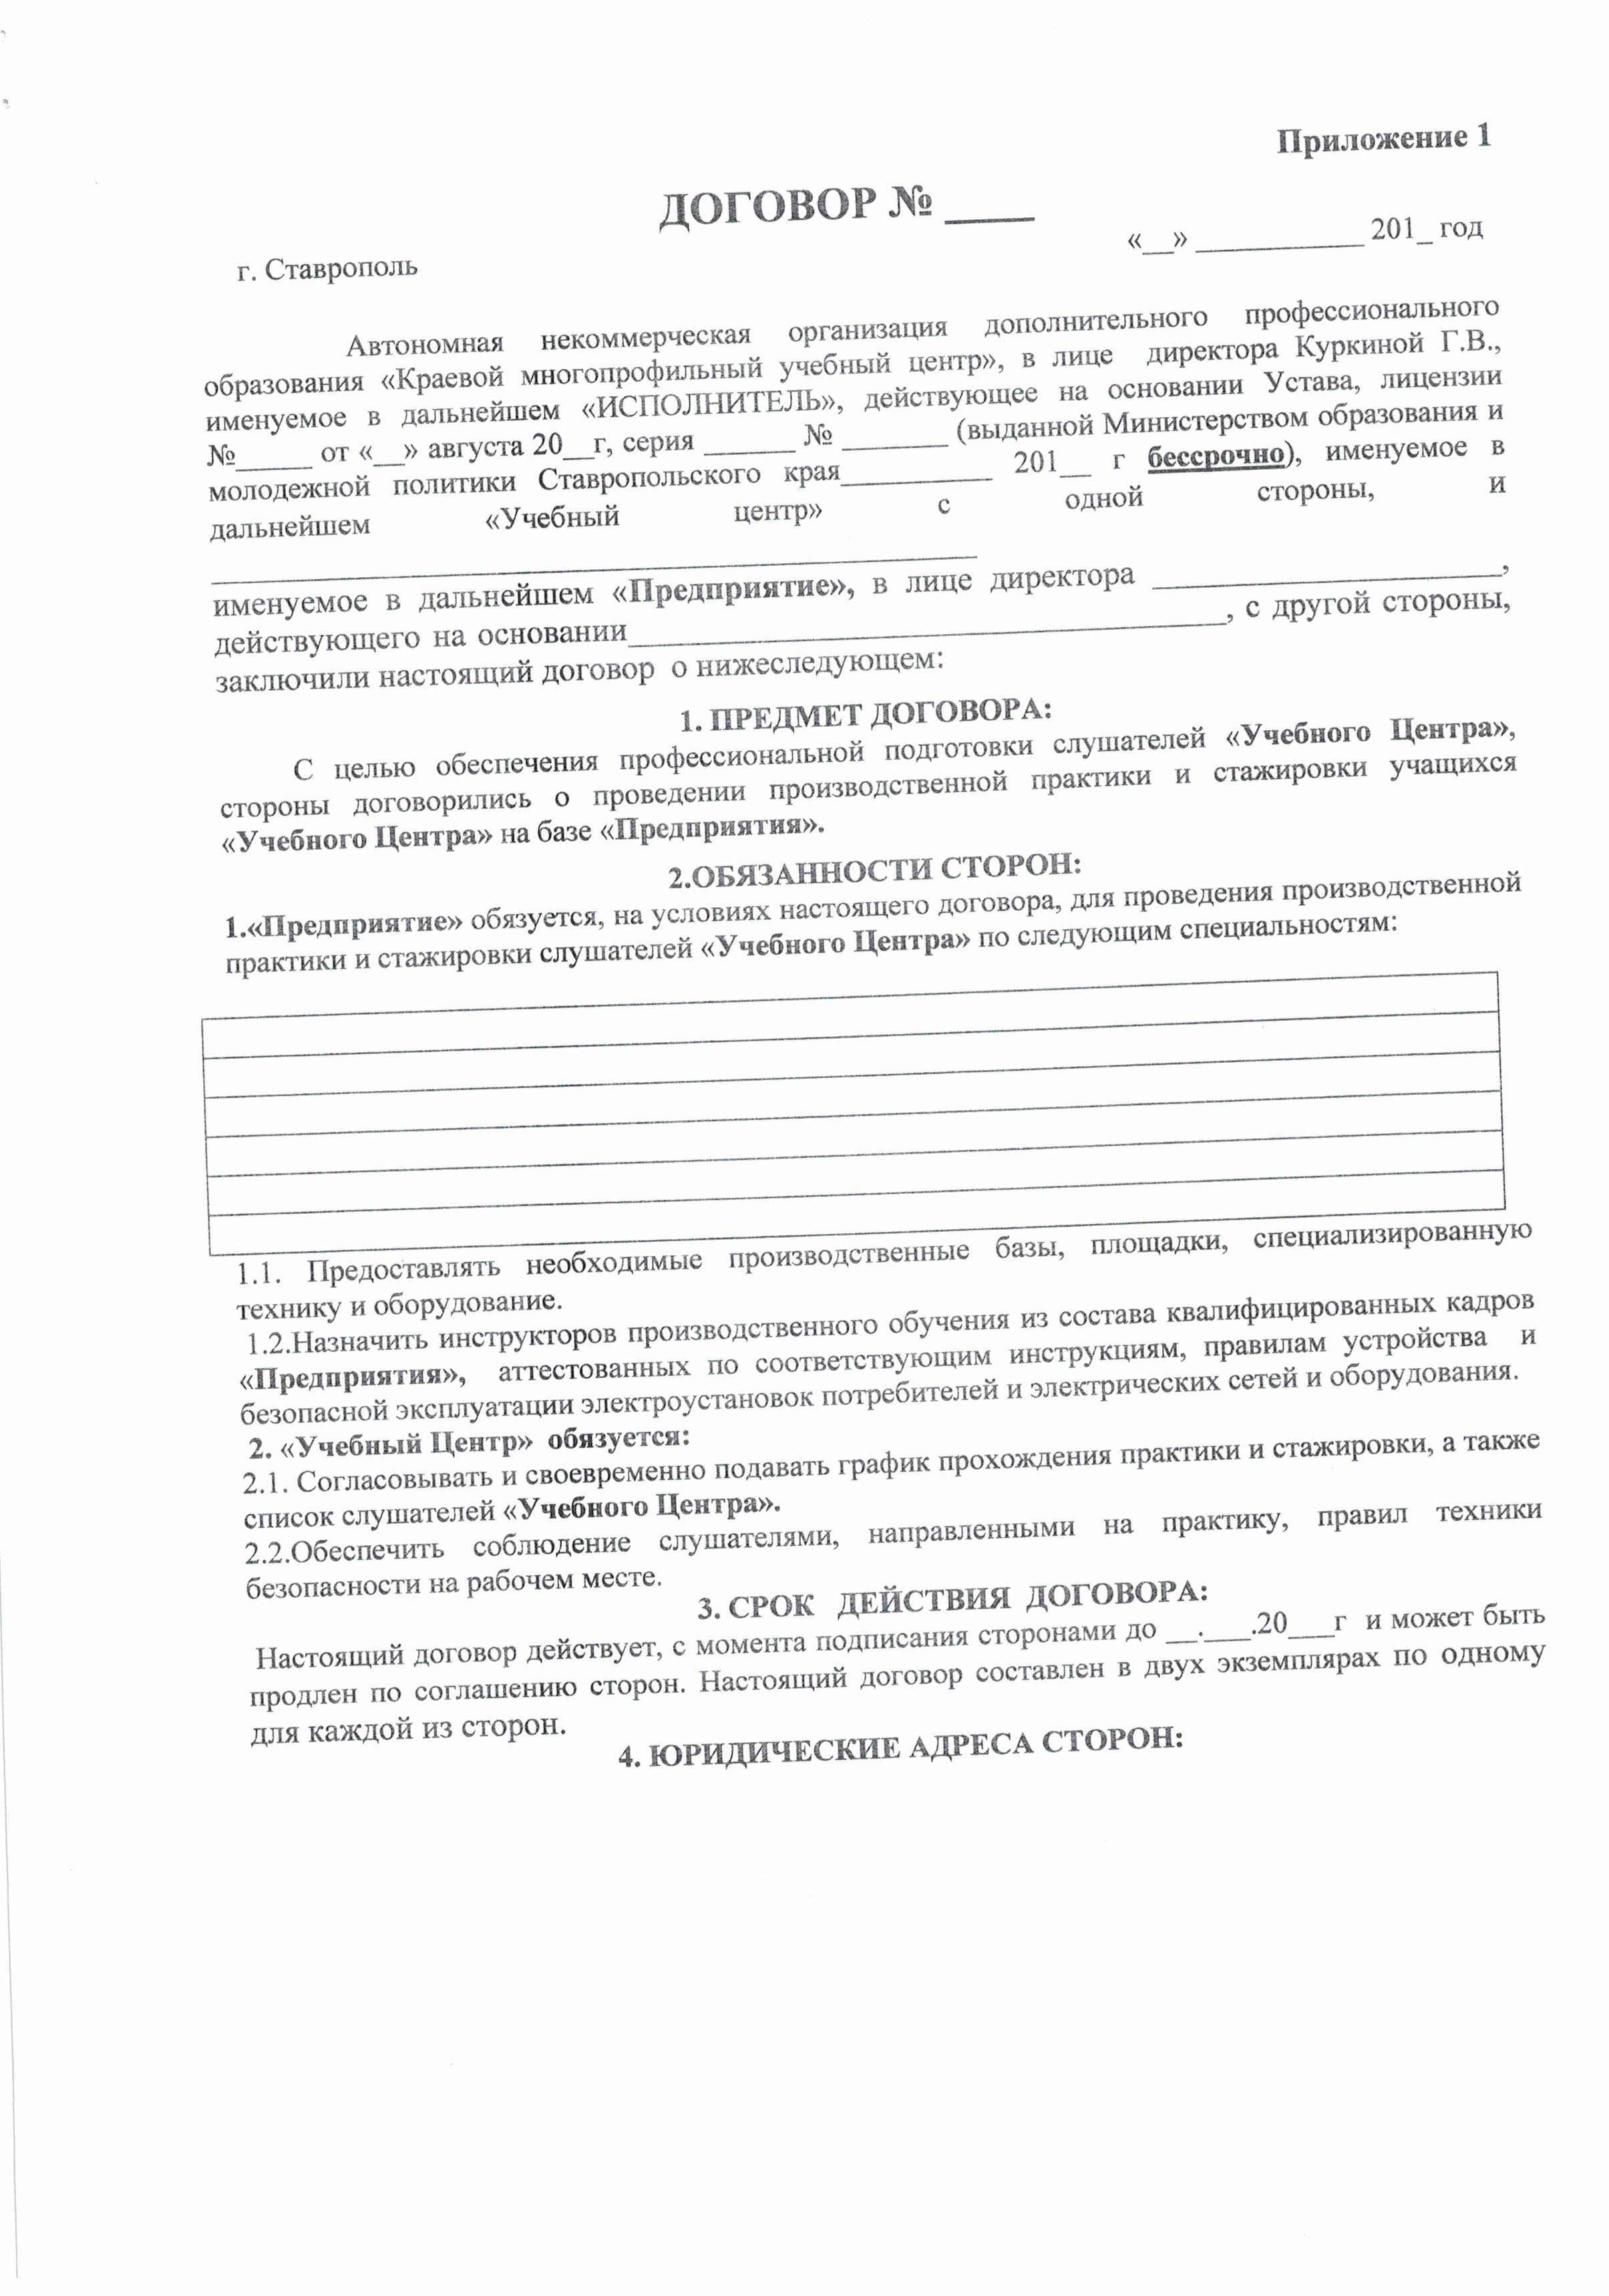 Приложение 1
ДОГОВОР № ____
«__» ___________ 201_ год
г. Ставрополь
Автономная некоммерческая организация дополнительного профессионального
образования «Краевой многопрофильный учебный центр», в лице директора Куркиной Г.В.,
именуемое в дальнейшем «ИСПОЛНИТЕЛЬ», действующее на основании Устава, лицензии
№_____ от «__» августа 20__г, серия ______ № _______ (выданной Министерством образования и
молодежной политики Ставропольского края__________ 201__ г бессрочно), именуемое в
дальнейшем «Учебный центр» с одной стороны, и
__________________________________________________
именуемое в дальнейшем «Предприятие», в лице директора _______________________,
действующего на основании_______________________________________, с другой стороны,
заключили настоящий договор о нижеследующем:
1. ПРЕДМЕТ ДОГОВОРА:
С целью обеспечения профессиональной подготовки слушателей «Учебного Центра»,
стороны договорились о проведении производственной практики и стажировки учащихся
«Учебного Центра» на базе «Предприятия».
2.ОБЯЗАННОСТИ СТОРОН:
1.«Предприятие» обязуется, на условиях настоящего договора, для проведения производственной
практики и стажировки слушателей «Учебного Центра» по следующим специальностям:
1.1. Предоставлять необходимые производственные базы, площадки, специализированную
технику и оборудование.
1.2.Назначить инструкторов производственного обучения из состава квалифицированных кадров
«Предприятия», аттестованных по соответствующим инструкциям, правилам устройства и
безопасной эксплуатации электроустановок потребителей и электрических сетей и оборудования.
2. «Учебный Центр» обязуется:
2.1. Согласовывать и своевременно подавать график прохождения практики и стажировки, а также
список слушателей «Учебного Центра».
2.2.Обеспечить соблюдение слушателями, направленными на практику, правил техники
безопасности на рабочем месте.
3. СРОК ДЕЙСТВИЯ ДОГОВОРА:
Настоящий договор действует, с момента подписания сторонами до __.___.20___г и может быть
продлен по соглашению сторон. Настоящий договор составлен в двух экземплярах по одному
для каждой из сторон.
4. ЮРИДИЧЕСКИЕ АДРЕСА СТОРОН: